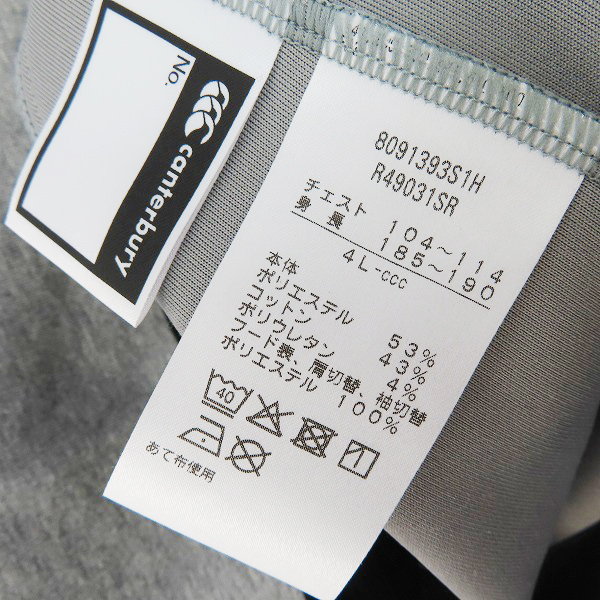 No.
canterbury
8091393S1H
R49031SR
チェスト 104～114
身 長 185～190
4L-ccc
本体
ポリエステル 53%
コットン 43%
ポリウレタン 4%
フード裏、肩切替、袖切替
ポリエステル 100%
40
あて布使用